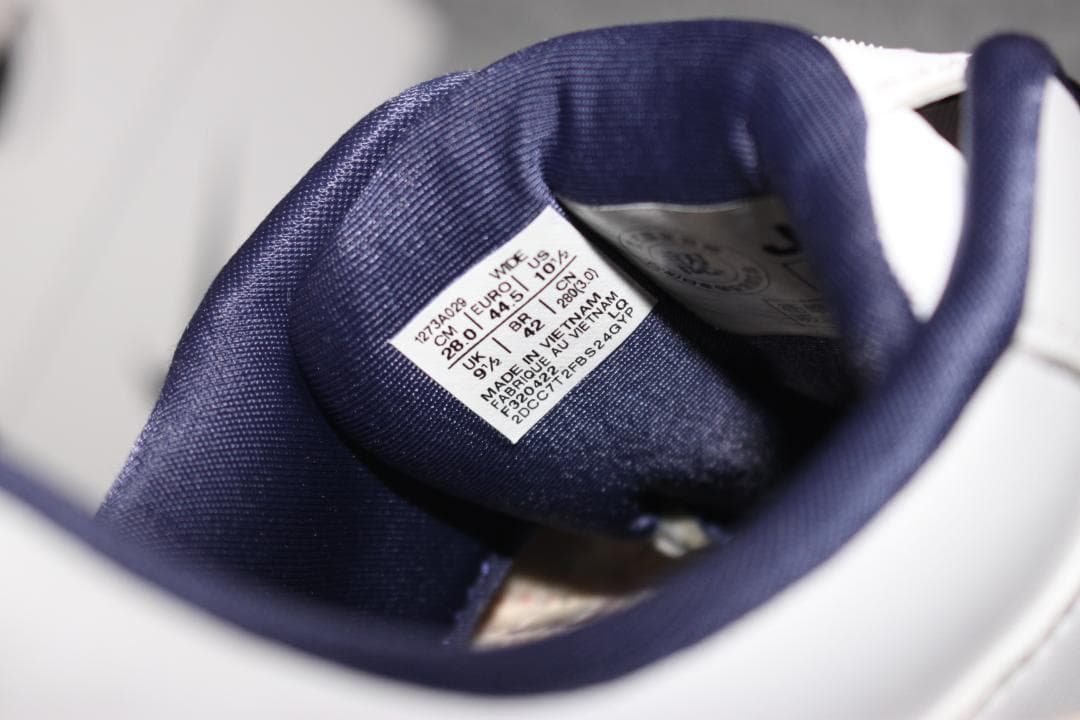 1273A029 WIDE
CM | EURO | US
28.0 | 44.5 | 10½
UK | BR | CN
9½ | 42 | 280(3.0)
MADE IN VIETNAM
FABRIQUE AU VIETNAM
F320422 LQ
2DCC7T2FBS24GYP